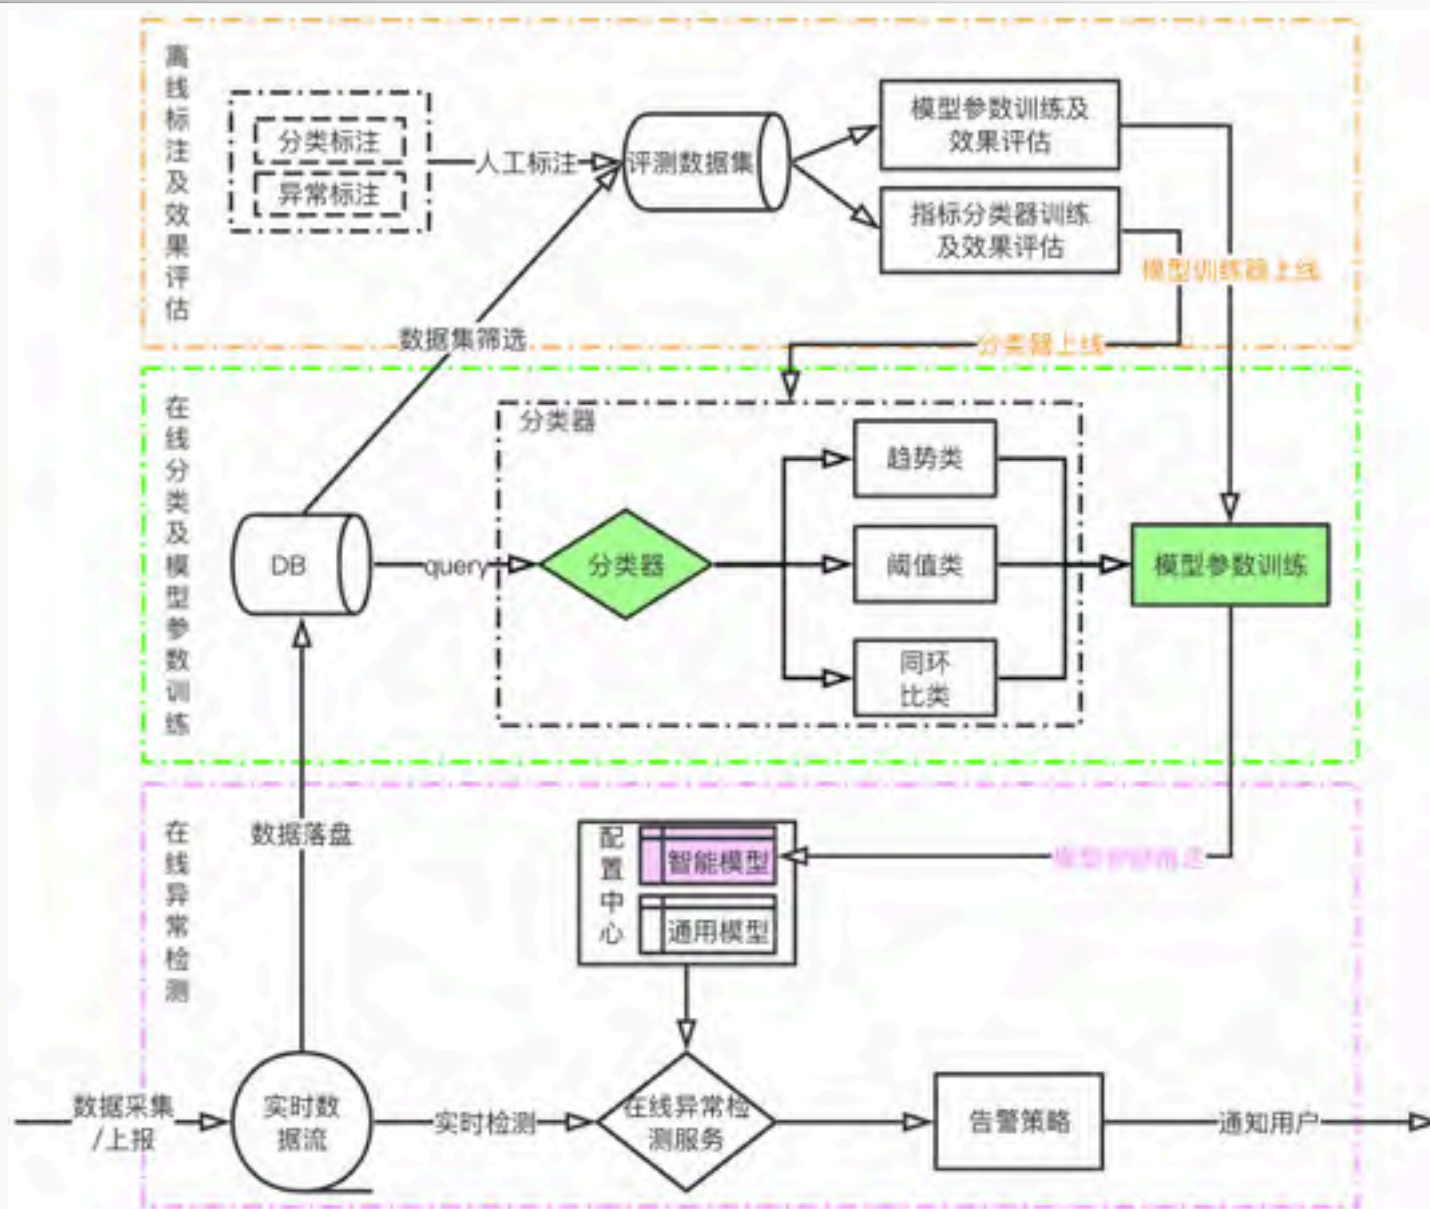 离线标注及效果评估
分类标注
异常标注
人工标注
评测数据集
模型参数训练及
效果评估
指标分类器训练
及效果评估
模型训练器上线
数据集筛选
分类器上线
在线分类及模型参数训练
分类器
DB
query
分类器
趋势类
阈值类
同环
比类
模型参数训练
在线异常检测
数据落盘
配置中心
智能模型
通用模型
模型参数
数据采集
/上报
实时数
据流
实时检测
在线异常检
测服务
告警策略
通知用户